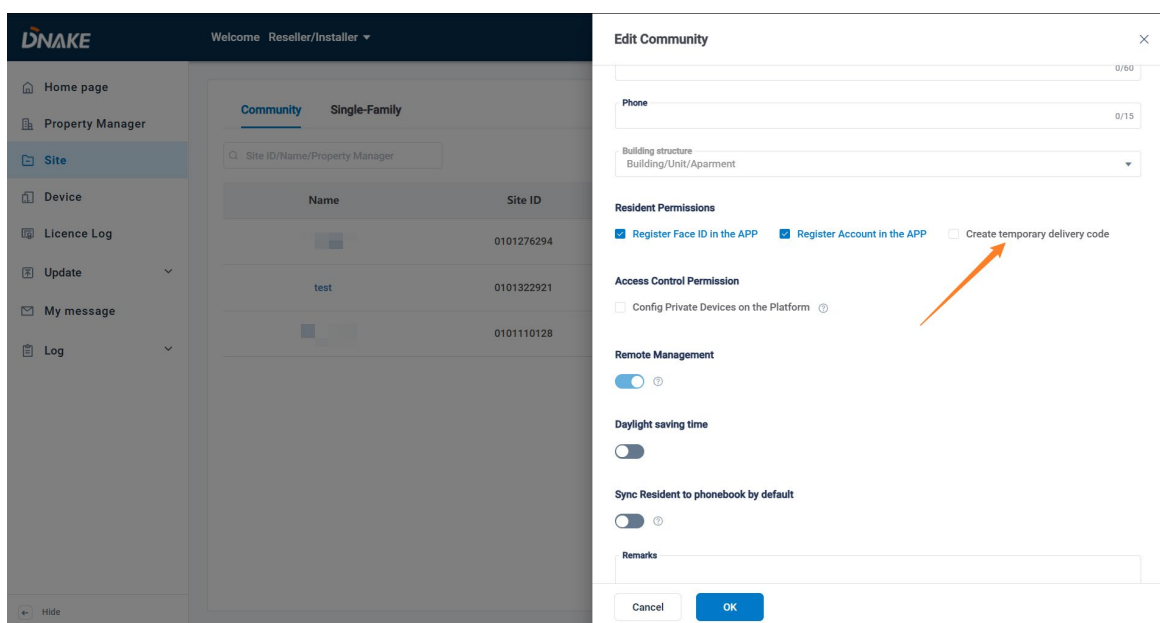 DNAKE
Welcome Reseller/Installer
Home page
Property Manager
Site
Device
Licence Log
Update
My message
Log
Hide
Community Single-Family
Site ID/Name/Property Manager
Name Site ID
0101276294
test 0101322921
0101110128
Edit Community
0/60
Phone
0/15
Building structure
Building/Unit/Aparment
Resident Permissions
Register Face ID in the APP Register Account in the APP Create temporary delivery code
Access Control Permission
Config Private Devices on the Platform
Remote Management
Daylight saving time
Sync Resident to phonebook by default
Remarks
Cancel OK